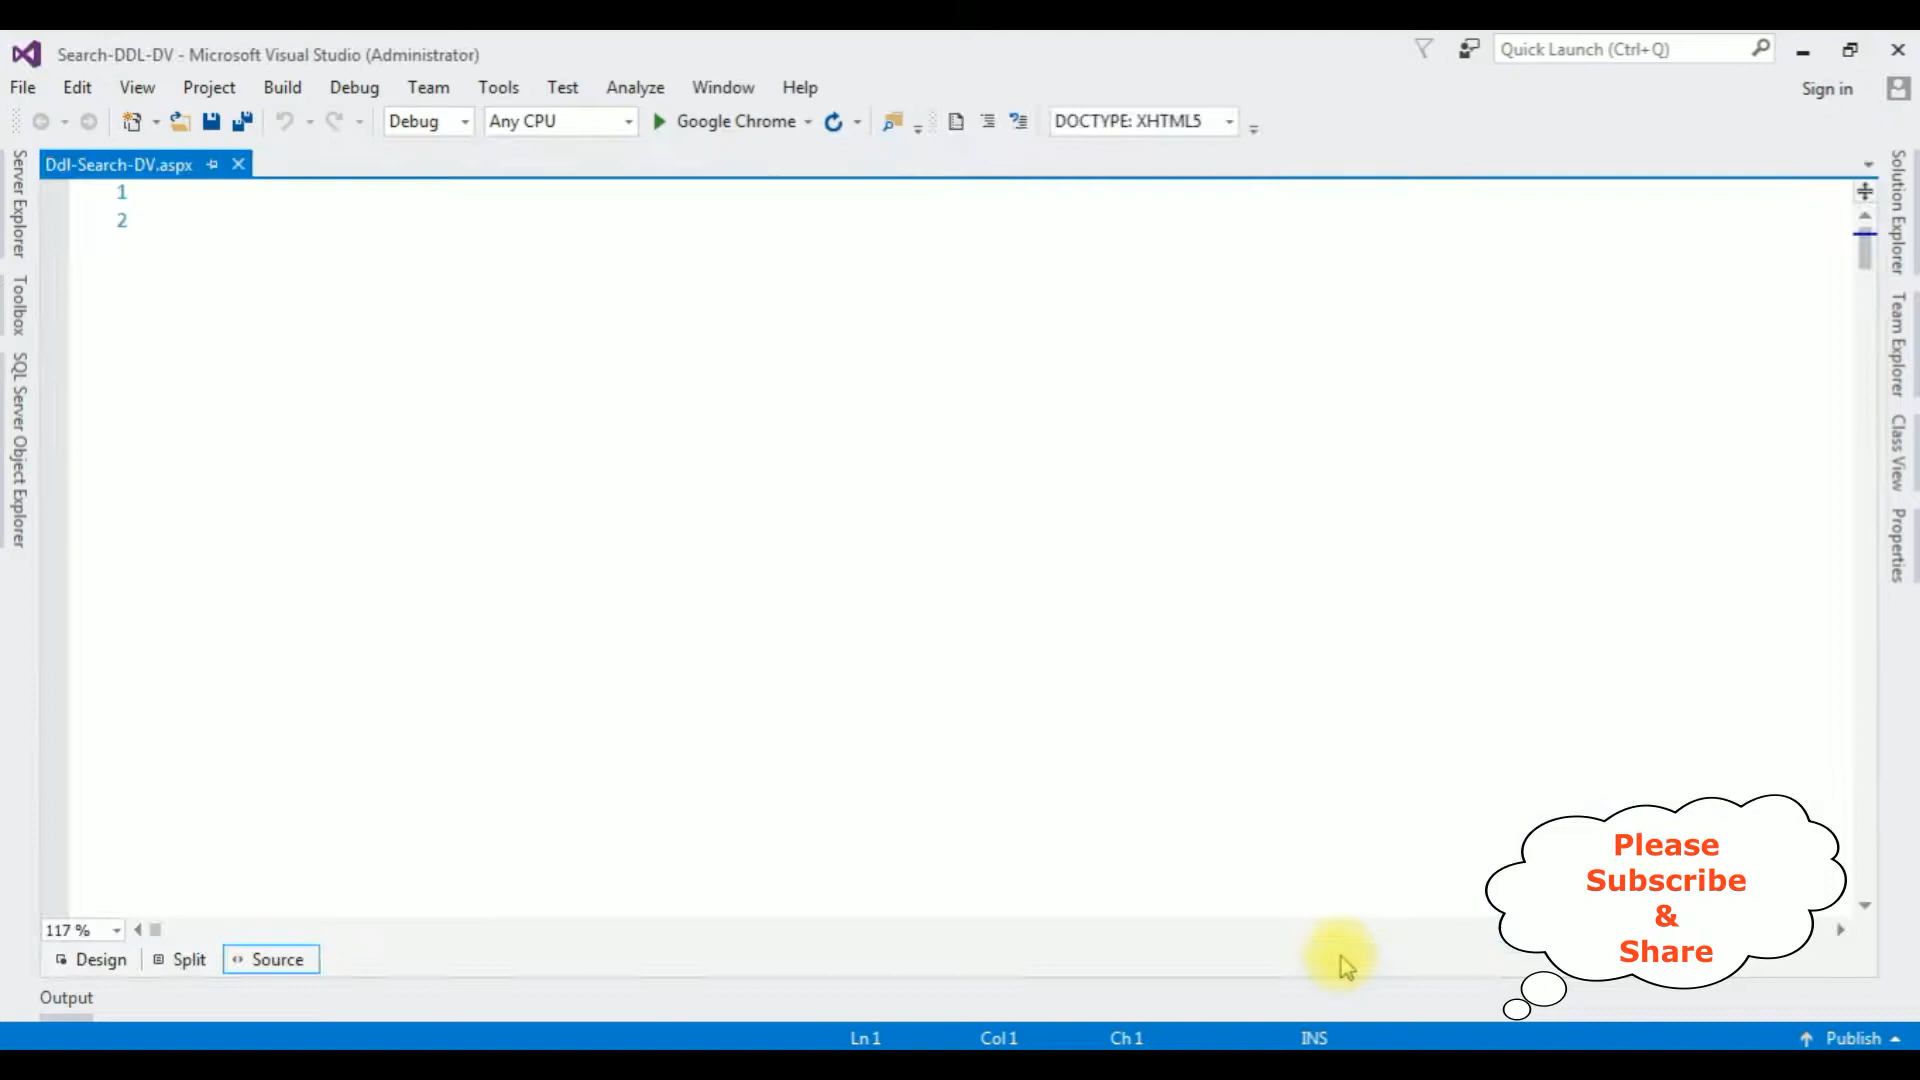 Search-DDL-DV - Microsoft Visual Studio (Administrator)
Quick Launch (Ctrl+Q)
File Edit View Project Build Debug Team Tools Test Analyze Window Help
Sign in
Debug Any CPU Google Chrome DOCTYPE: XHTML5
Ddl-Search-DV.aspx
Server Explorer
Toolbox
SQL Server Object Explorer
1
2
Solution Explorer
Team Explorer
Class View
Properties
Please
Subscribe
&
Share
117 %
Design Split Source
Output
Ln 1 Col 1 Ch 1 INS Publish